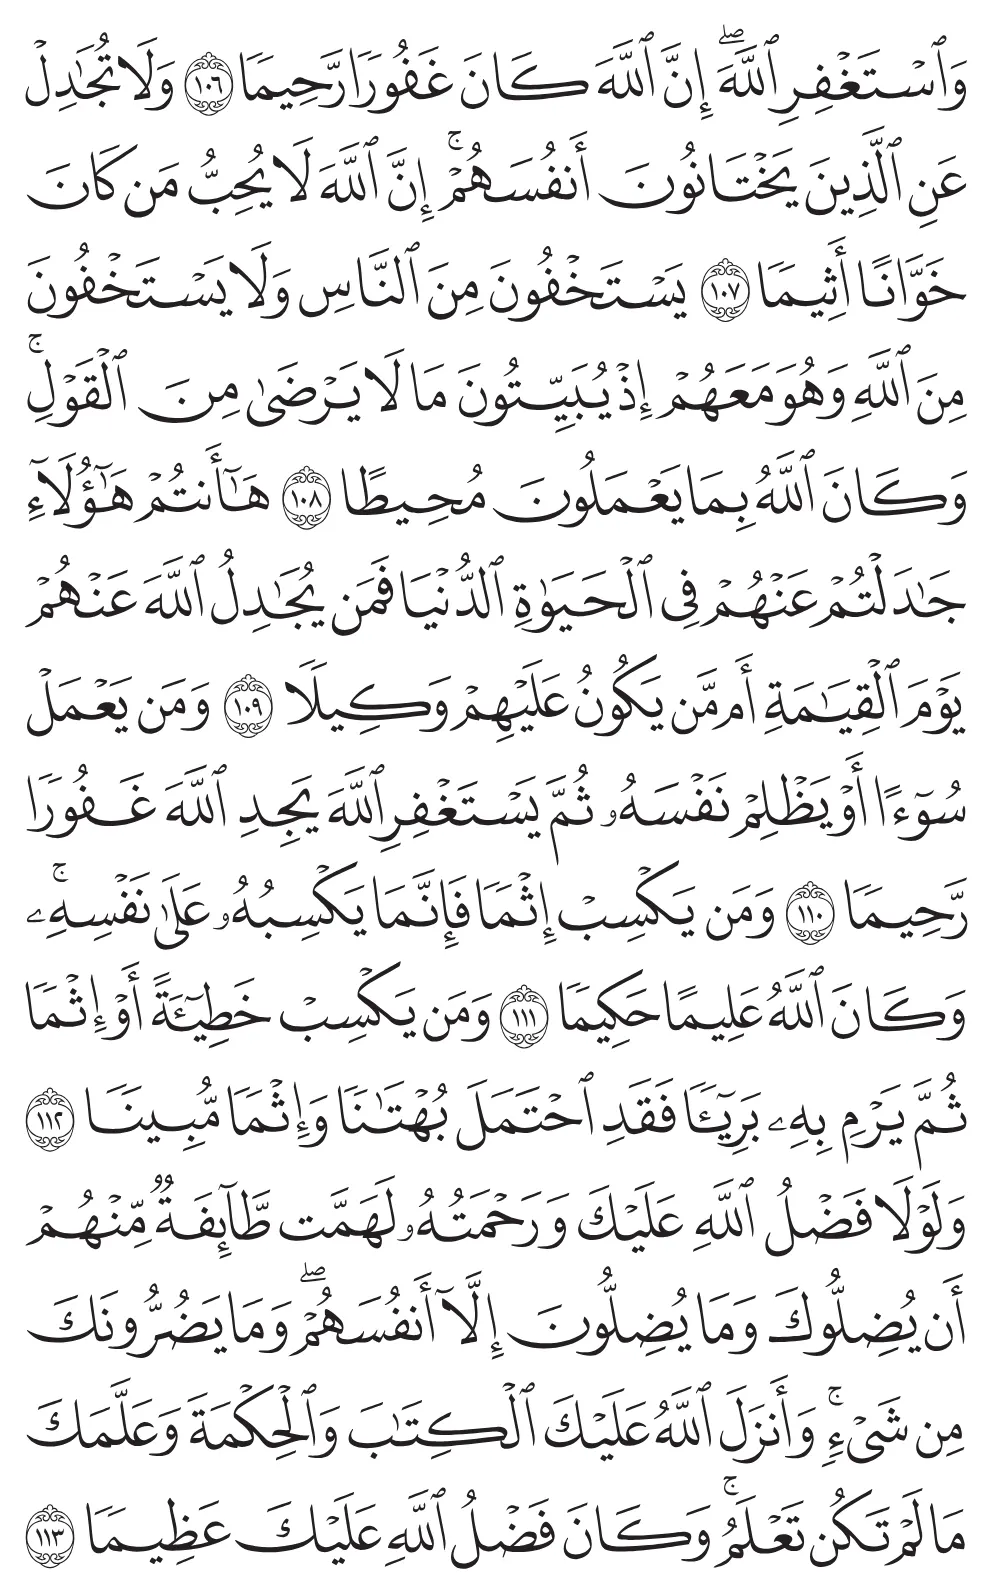 وَٱسۡتَغۡفِرِ ٱللَّهَۖ إِنَّ ٱللَّهَ كَانَ غَفُورٗا رَّحِيمٗا ١٠٦ وَلَا تُجَٰدِلۡ
عَنِ ٱلَّذِينَ يَخۡتَانُونَ أَنفُسَهُمۡۚ إِنَّ ٱللَّهَ لَا يُحِبُّ مَن كَانَ
خَوَّانًا أَثِيمٗا ١٠٧ يَسۡتَخۡفُونَ مِنَ ٱلنَّاسِ وَلَا يَسۡتَخۡفُونَ
مِنَ ٱللَّهِ وَهُوَ مَعَهُمۡ إِذۡ يُبَيِّتُونَ مَا لَا يَرۡضَىٰ مِنَ ٱلۡقَوۡلِۚ
وَكَانَ ٱللَّهُ بِمَا يَعۡمَلُونَ مُحِيطًا ١٠٨ هَٰٓأَنتُمۡ هَٰٓؤُلَآءِ
جَٰدَلۡتُمۡ عَنۡهُمۡ فِي ٱلۡحَيَوٰةِ ٱلدُّنۡيَا فَمَن يُجَٰدِلُ ٱللَّهَ عَنۡهُمۡ
يَوۡمَ ٱلۡقِيَٰمَةِ أَم مَّن يَكُونُ عَلَيۡهِمۡ وَكِيلٗا ١٠٩ وَمَن يَعۡمَلۡ
سُوٓءًا أَوۡ يَظۡلِمۡ نَفۡسَهُۥ ثُمَّ يَسۡتَغۡفِرِ ٱللَّهَ يَجِدِ ٱللَّهَ غَفُورٗا
رَّحِيمٗا ١١٠ وَمَن يَكۡسِبۡ إِثۡمٗا فَإِنَّمَا يَكۡسِبُهُۥ عَلَىٰ نَفۡسِهِۦۚ
وَكَانَ ٱللَّهُ عَلِيمًا حَكِيمٗا ١١١ وَمَن يَكۡسِبۡ خَطِيٓـَٔةً أَوۡ إِثۡمٗا
ثُمَّ يَرۡمِ بِهِۦ بَرِيٓـٔٗا فَقَدِ ٱحۡتَمَلَ بُهۡتَٰنٗا وَإِثۡمٗا مُّبِينٗا ١١٢
وَلَوۡلَا فَضۡلُ ٱللَّهِ عَلَيۡكَ وَرَحۡمَتُهُۥ لَهَمَّت طَّآئِفَةٞ مِّنۡهُمۡ
أَن يُضِلُّوكَ وَمَا يُضِلُّونَ إِلَّآ أَنفُسَهُمۡۖ وَمَا يَضُرُّونَكَ
مِن شَيۡءٖۚ وَأَنزَلَ ٱللَّهُ عَلَيۡكَ ٱلۡكِتَٰبَ وَٱلۡحِكۡمَةَ وَعَلَّمَكَ
مَا لَمۡ تَكُن تَعۡلَمُۚ وَكَانَ فَضۡلُ ٱللَّهِ عَلَيۡكَ عَظِيمٗا ١١٣